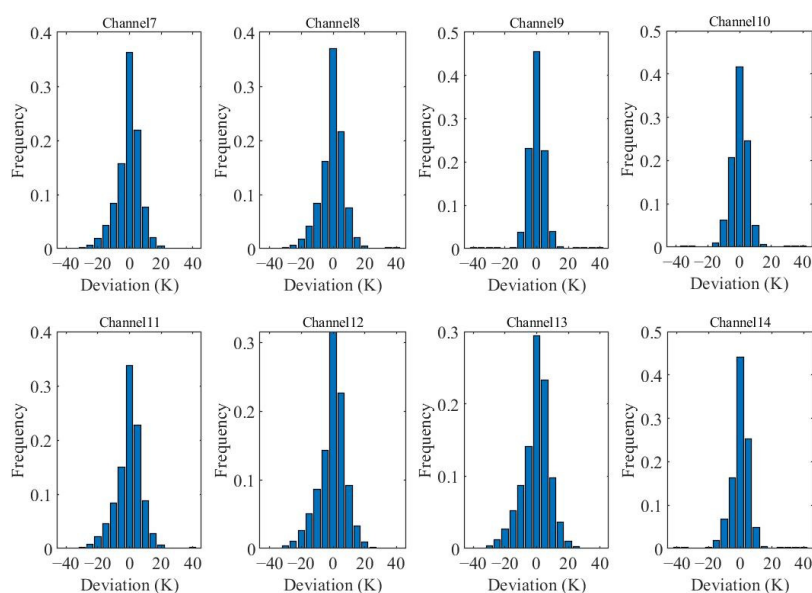 Channel7
Frequency
0.4
0.3
0.2
0.1
0
−40 −20 0 20 40
Deviation (K)
Channel8
Frequency
0.4
0.3
0.2
0.1
0
−40 −20 0 20 40
Deviation (K)
Channel9
Frequency
0.5
0.4
0.3
0.2
0.1
0
−40 −20 0 20 40
Deviation (K)
Channel10
Frequency
0.5
0.4
0.3
0.2
0.1
0
−40 −20 0 20 40
Deviation (K)
Channel11
Frequency
0.4
0.3
0.2
0.1
0
−40 −20 0 20 40
Deviation (K)
Channel12
Frequency
0.3
0.2
0.1
0
−40 −20 0 20 40
Deviation (K)
Channel13
Frequency
0.3
0.2
0.1
0
−40 −20 0 20 40
Deviation (K)
Channel14
Frequency
0.5
0.4
0.3
0.2
0.1
0
−40 −20 0 20 40
Deviation (K)